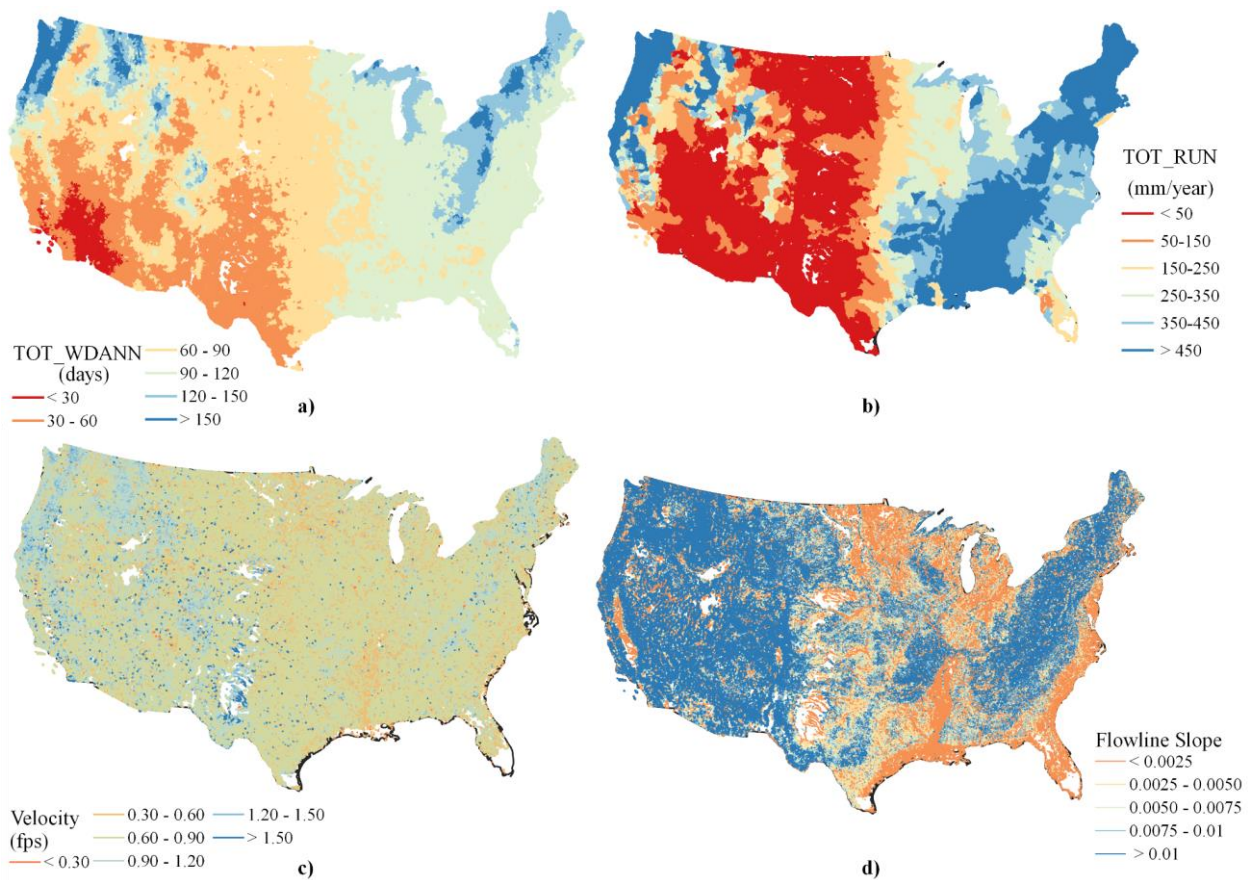 TOT_WDANN
(days)
< 30
30 - 60
60 - 90
90 - 120
120 - 150
> 150
a)
TOT_RUN
(mm/year)
< 50
50-150
150-250
250-350
350-450
> 450
b)
Velocity
(fps)
< 0.30
0.30 - 0.60
0.60 - 0.90
0.90 - 1.20
1.20 - 1.50
> 1.50
c)
Flowline Slope
< 0.0025
0.0025 - 0.0050
0.0050 - 0.0075
0.0075 - 0.01
> 0.01
d)